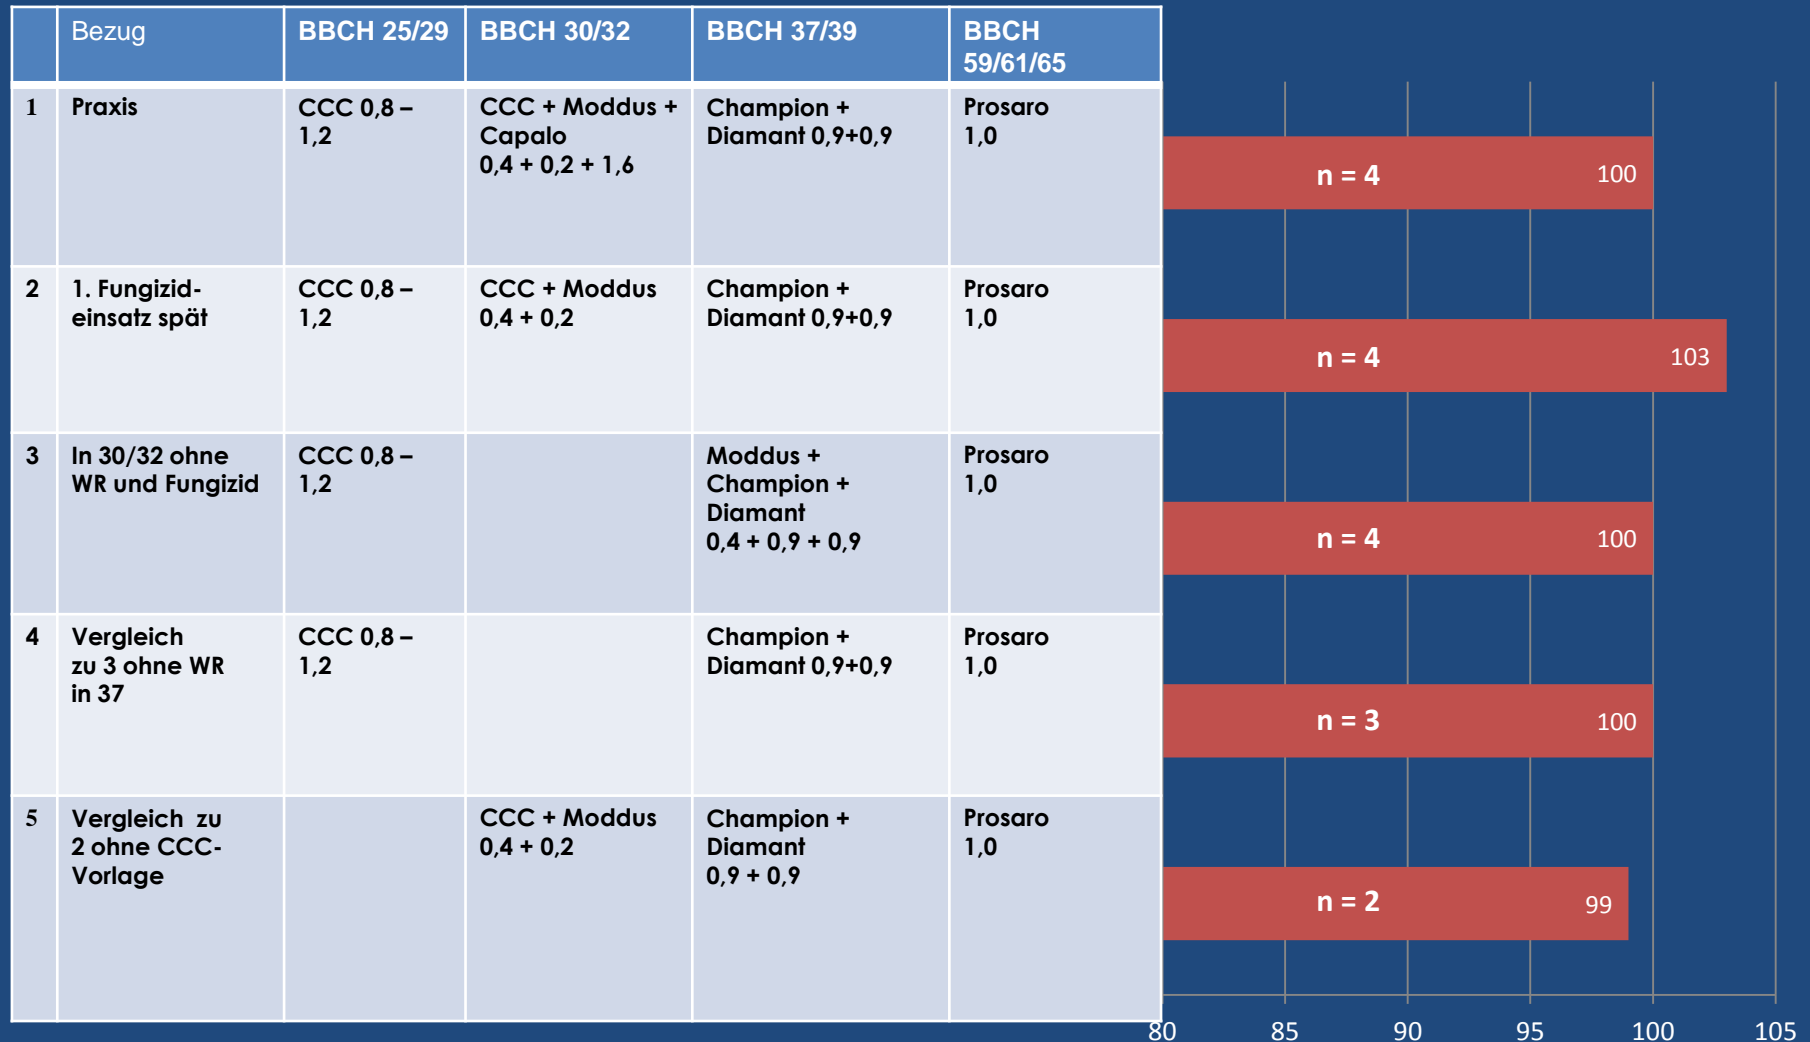 Bezug
BBCH 25/29
BBCH 30/32
BBCH 37/39
BBCH
59/61/65
1
Praxis
CCC 0,8 –
1,2
CCC + Moddus +
Capalo
0,4 + 0,2 + 1,6
Champion +
Diamant 0,9+0,9
Prosaro
1,0
n = 4
100
2
1. Fungizid-
einsatz spät
CCC 0,8 –
1,2
CCC + Moddus
0,4 + 0,2
Champion +
Diamant 0,9+0,9
Prosaro
1,0
n = 4
103
3
In 30/32 ohne
WR und Fungizid
CCC 0,8 –
1,2
Moddus +
Champion +
Diamant
0,4 + 0,9 + 0,9
Prosaro
1,0
n = 4
100
4
Vergleich
zu 3 ohne WR
in 37
CCC 0,8 –
1,2
Champion +
Diamant 0,9+0,9
Prosaro
1,0
n = 3
100
5
Vergleich zu
2 ohne CCC-
Vorlage
CCC + Moddus
0,4 + 0,2
Champion +
Diamant
0,9 + 0,9
Prosaro
1,0
n = 2
99
80 85 90 95 100 105